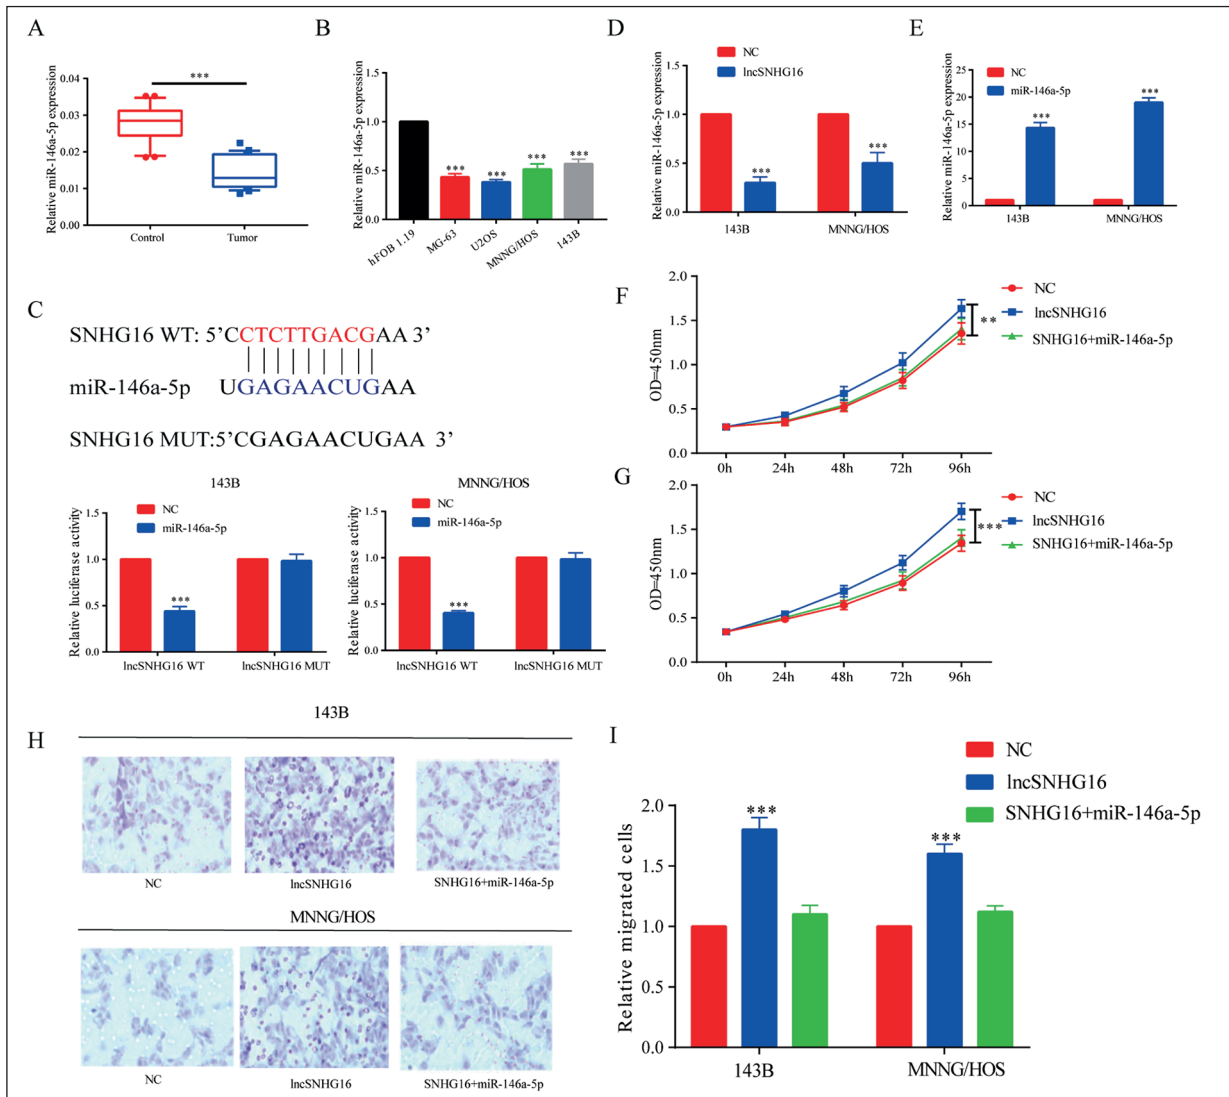 A
Relative miR-146a-5p expression
0.04
0.03
0.02
0.01
0.00
***
Control
Tumor
B
Relative miR-146a-5p expression
1.5
1.0
0.5
0.0
***
***
***
***
hFOB 1.19
MG-63
U2OS
MNNG/HOS
143B
D
NC
lncSNHG16
Relative miR-146a-5p expression
1.5
1.0
0.5
0.0
***
***
143B
MNNG/HOS
E
NC
miR-146a-5p
Relative miR-146a-5p expression
25
20
15
10
5
0
***
***
143B
MNNG/HOS
C
SNHG16 WT: 5’CCTCTTGACGAA 3’
miR-146a-5p UGAGAACUGAA
SNHG16 MUT:5’CGAGAACUGAA 3’
143B
NC
miR-146a-5p
Relative luciferase activity
1.5
1.0
0.5
0.0
***
lncSNHG16 WT
lncSNHG16 MUT
MNNG/HOS
NC
miR-146a-5p
Relative luciferase activity
1.5
1.0
0.5
0.0
***
lncSNHG16 WT
lncSNHG16 MUT
F
OD=450nm
2.0
1.5
1.0
0.5
0.0
0h
24h
48h
72h
96h
**
NC
lncSNHG16
SNHG16+miR-146a-5p
G
OD=450nm
2.0
1.5
1.0
0.5
0.0
0h
24h
48h
72h
96h
***
NC
lncSNHG16
SNHG16+miR-146a-5p
H
143B
NC
lncSNHG16
SNHG16+miR-146a-5p
MNNG/HOS
NC
lncSNHG16
SNHG16+miR-146a-5p
I
NC
lncSNHG16
SNHG16+miR-146a-5p
Relative migrated cells
2.0
1.5
1.0
0.5
0.0
***
***
143B
MNNG/HOS